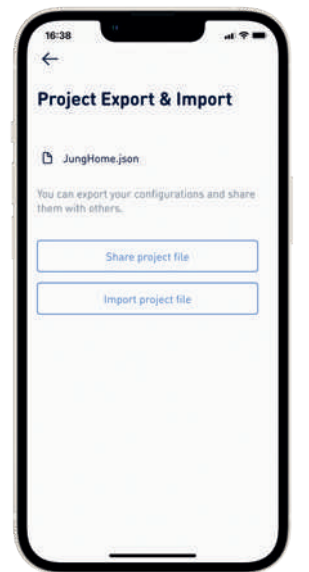 16:38
Project Export & Import
JungHome.json
You can export your configurations and share
them with others.
Share project file
Import project file